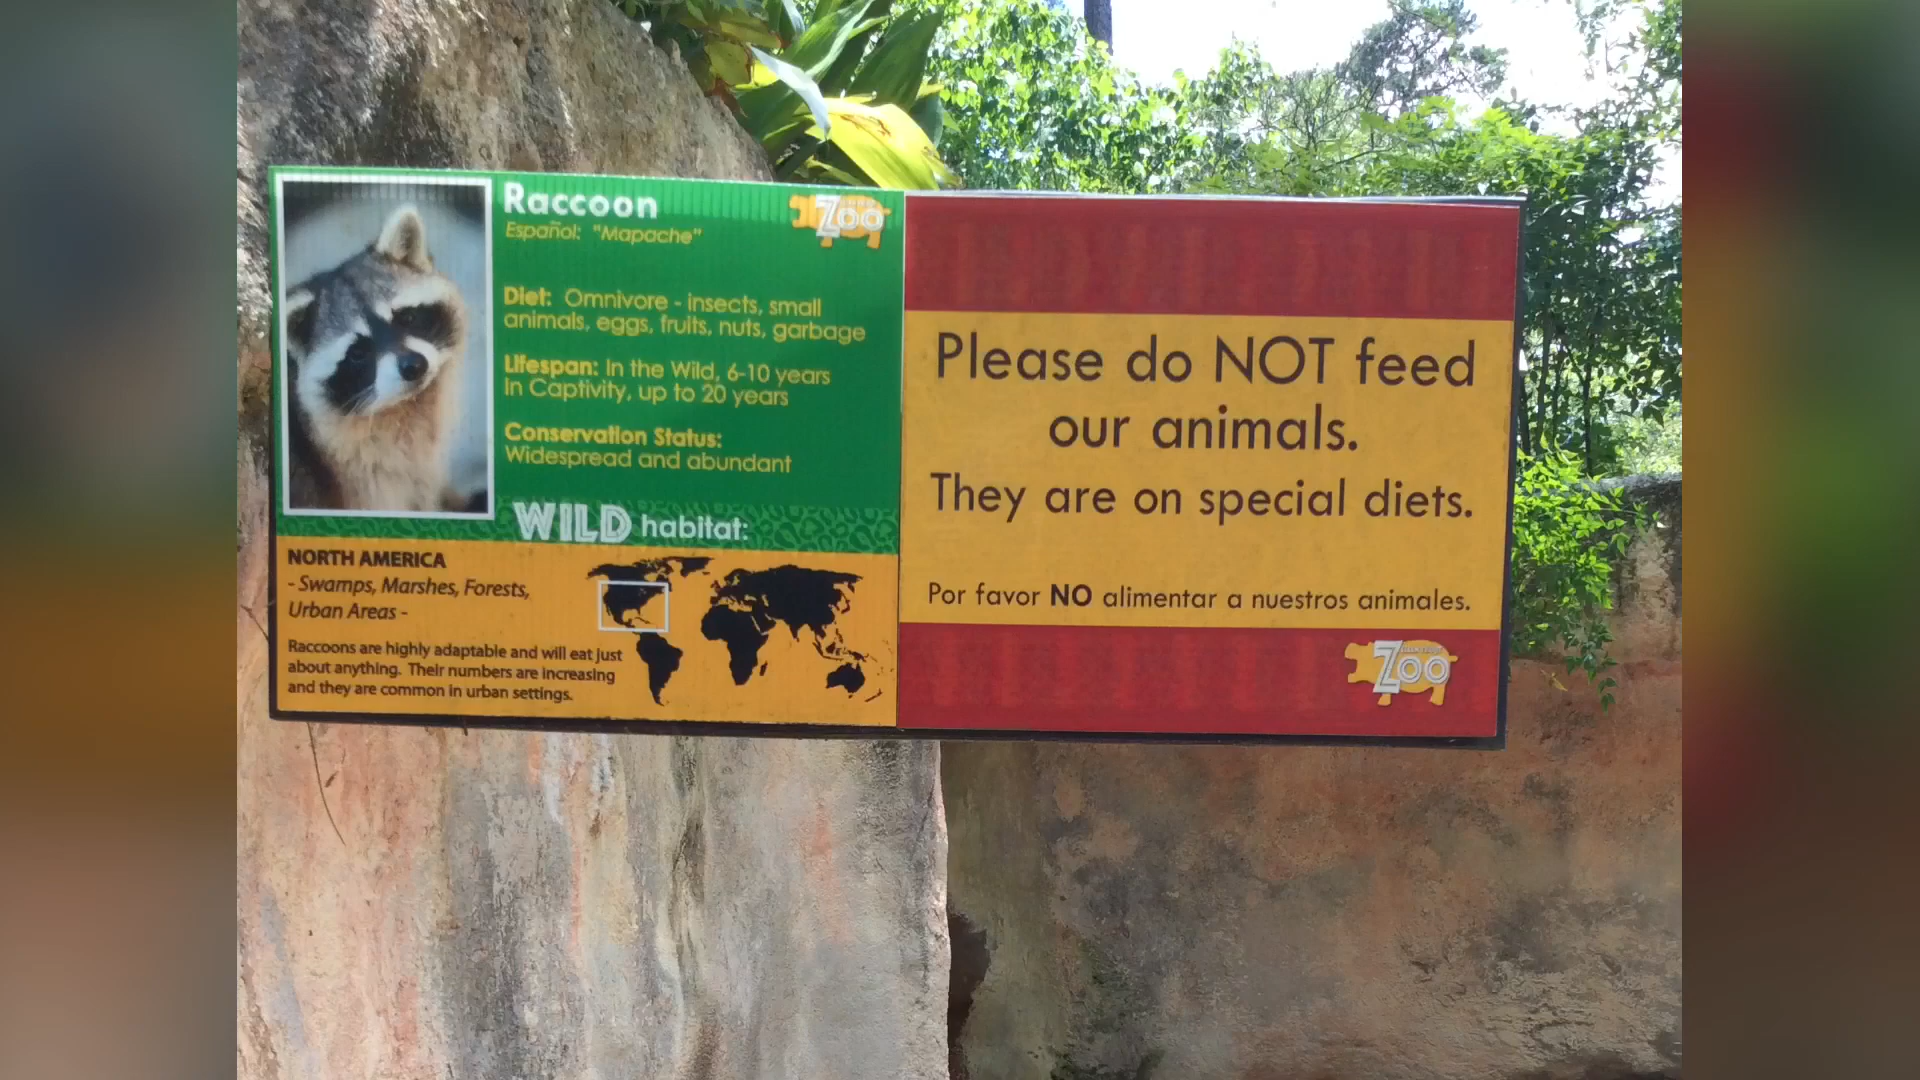 Raccoon
Español: "Mapache"
Zoo
Diet: Omnivore - insects, small
animals, eggs, fruits, nuts, garbage
Lifespan: In the Wild, 6-10 years
In Captivity, up to 20 years
Conservation Status:
Widespread and abundant
WILD habitat:
NORTH AMERICA
- Swamps, Marshes, Forests,
Urban Areas -
Raccoons are highly adaptable and will eat just
about anything. Their numbers are increasing
and they are common in urban settings.
Please do NOT feed
our animals.
They are on special diets.
Por favor NO alimentar a nuestros animales.
Zoo